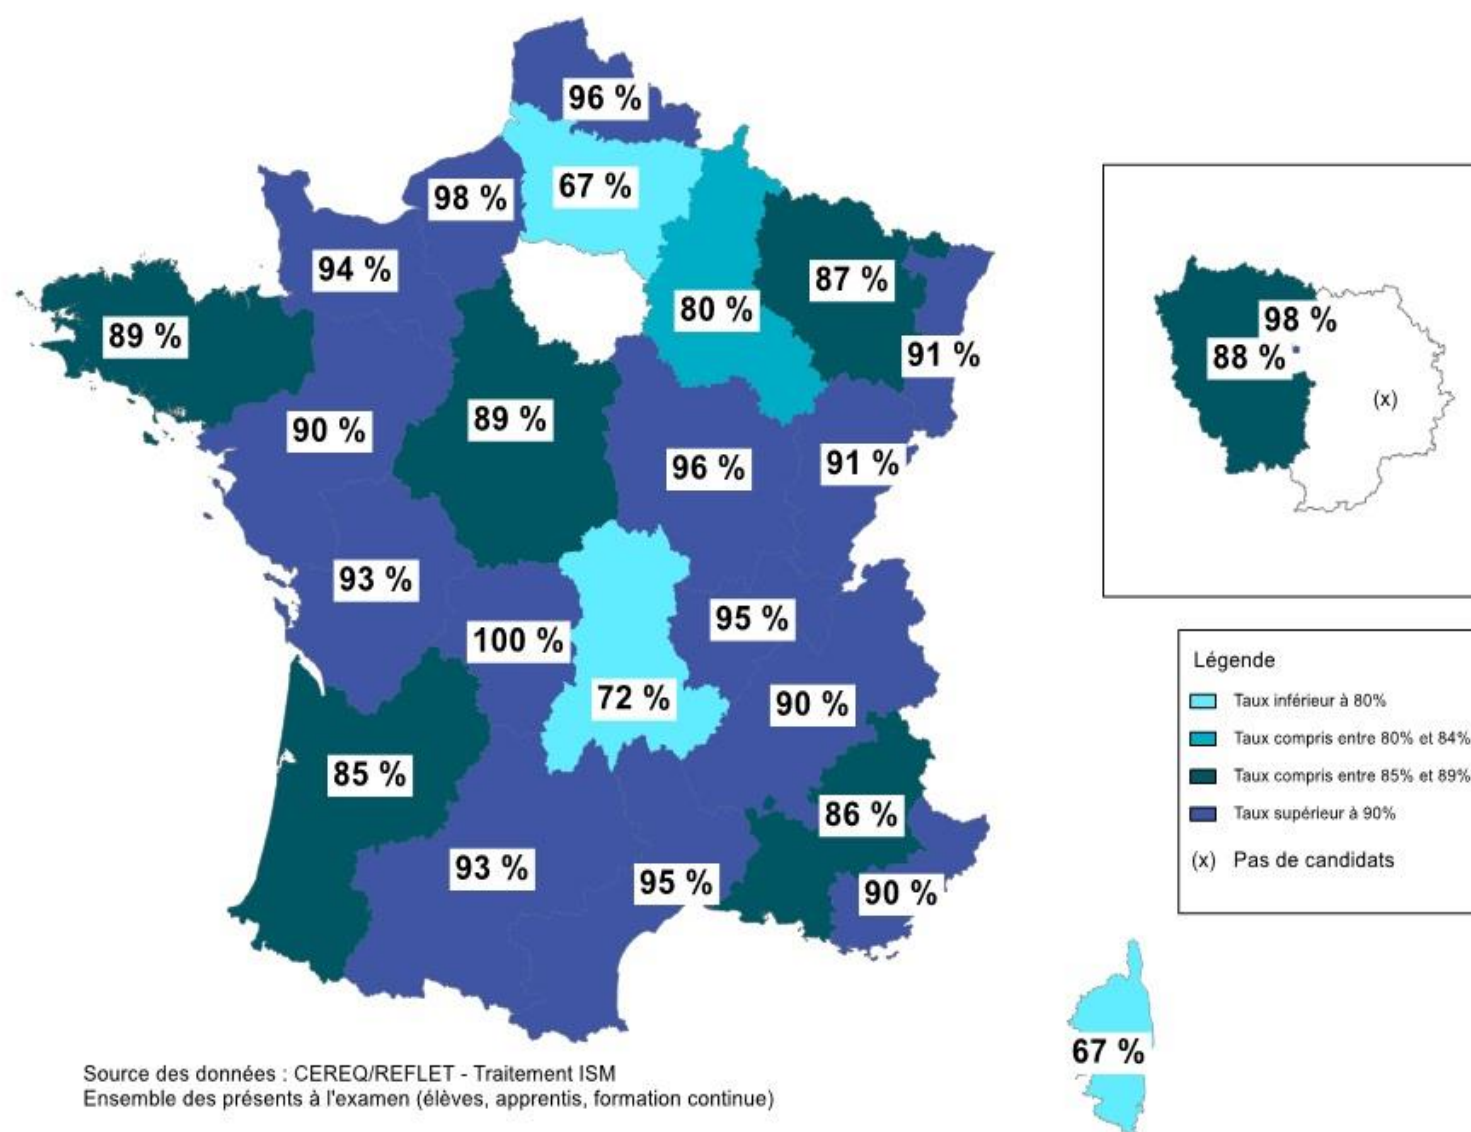 96 %
67 %
98 %
94 %
87 %
98 %
80 %
89 %
91 %
88 %
(x)
90 %
89 %
96 %
91 %
93 %
100 %
95 %
72 %
90 %
85 %
86 %
93 %
95 %
90 %
67 %
Légende
Taux inférieur à 80%
Taux compris entre 80% et 84%
Taux compris entre 85% et 89%
Taux supérieur à 90%
(x) Pas de candidats
Source des données : CEREQ/REFLET - Traitement ISM
Ensemble des présents à l'examen (élèves, apprentis, formation continue)